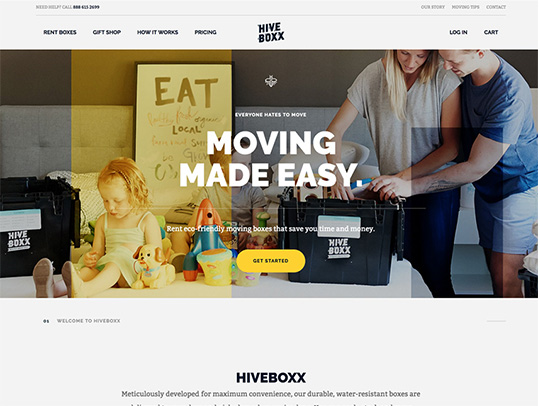 NEED HELP? CALL 888 615 2699
OUR STORY MOVING TIPS CONTACT
RENT BOXES GIFT SHOP HOW IT WORKS PRICING
HIVE
BOXX
LOG IN CART
EAT
LOCAL
EVERYONE HATES TO MOVE
MOVING
MADE EASY.
Rent eco-friendly moving boxes that save you time and money.
HIVE
BOXX
HIVE
BOXX
GET STARTED
01 WELCOME TO HIVEBOXX
HIVEBOXX
Meticulously developed for maximum convenience, our durable, water-resistant boxes are